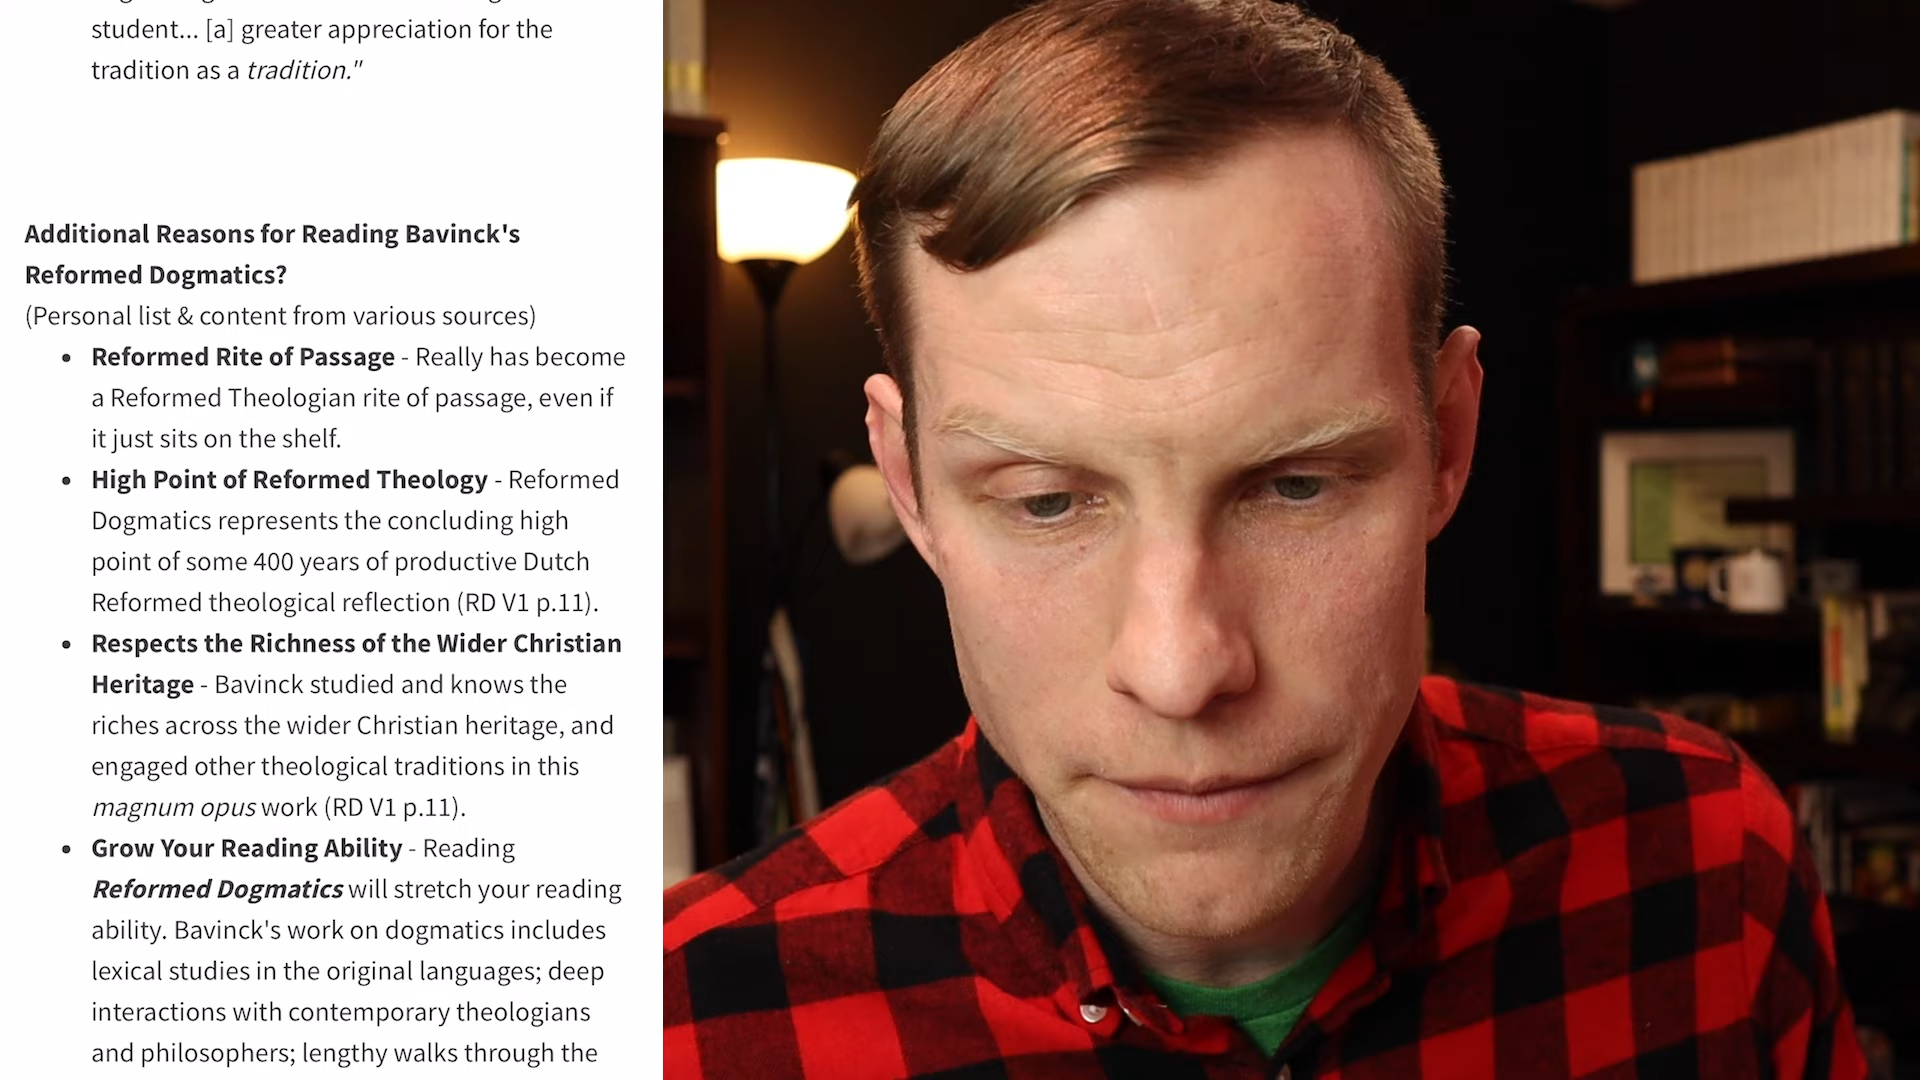 student... [a] greater appreciation for the
tradition as a tradition."
Additional Reasons for Reading Bavinck's
Reformed Dogmatics?
(Personal list & content from various sources)
• Reformed Rite of Passage - Really has become
a Reformed Theologian rite of passage, even if
it just sits on the shelf.
• High Point of Reformed Theology - Reformed
Dogmatics represents the concluding high
point of some 400 years of productive Dutch
Reformed theological reflection (RD V1 p.11).
• Respects the Richness of the Wider Christian
Heritage - Bavinck studied and knows the
riches across the wider Christian heritage, and
engaged other theological traditions in this
magnum opus work (RD V1 p.11).
• Grow Your Reading Ability - Reading
Reformed Dogmatics will stretch your reading
ability. Bavinck's work on dogmatics includes
lexical studies in the original languages; deep
interactions with contemporary theologians
and philosophers; lengthy walks through the